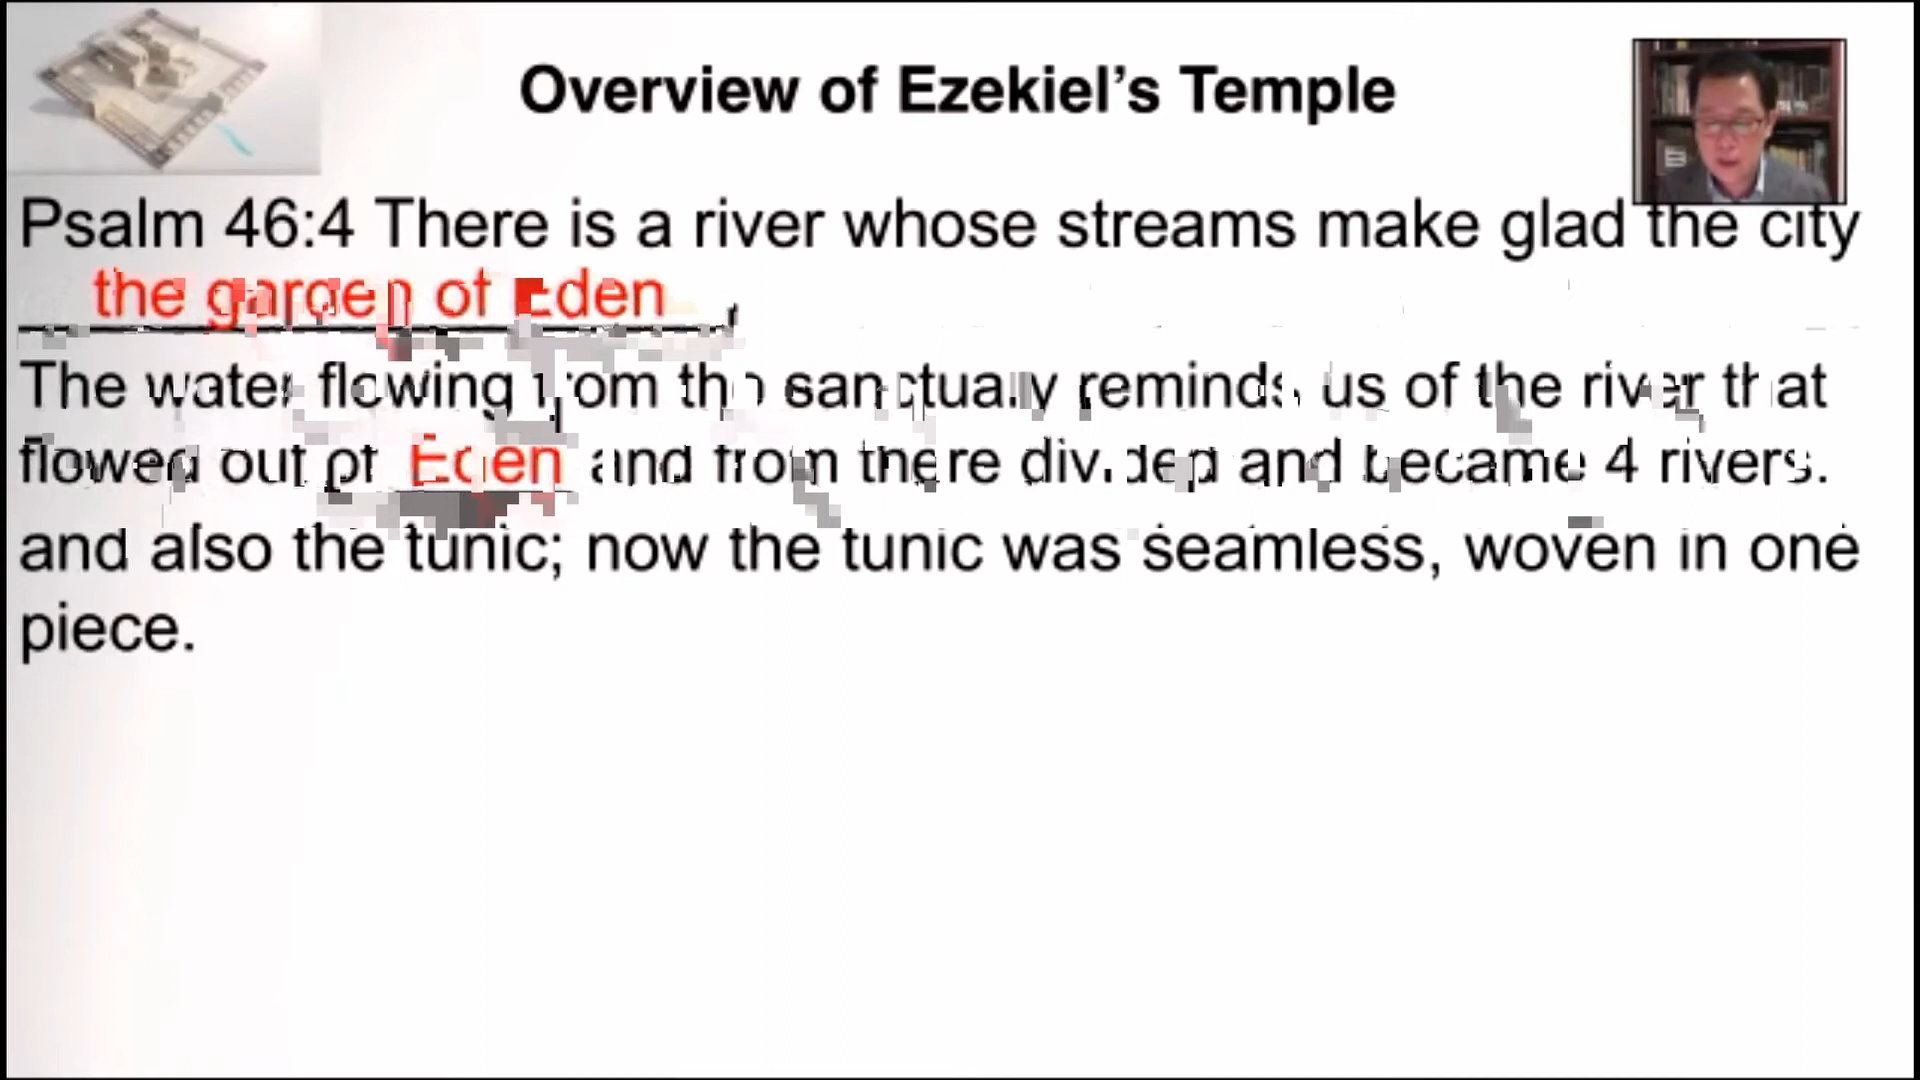 Overview of Ezekiel's Temple
Psalm 46:4 There is a river whose streams make glad the city
the garden of Eden ,
The water flowing from the sanctuary reminds us of the river that
flowed out of Eden and from there divided and became 4 rivers.
and also the tunic; now the tunic was seamless, woven in one
piece.